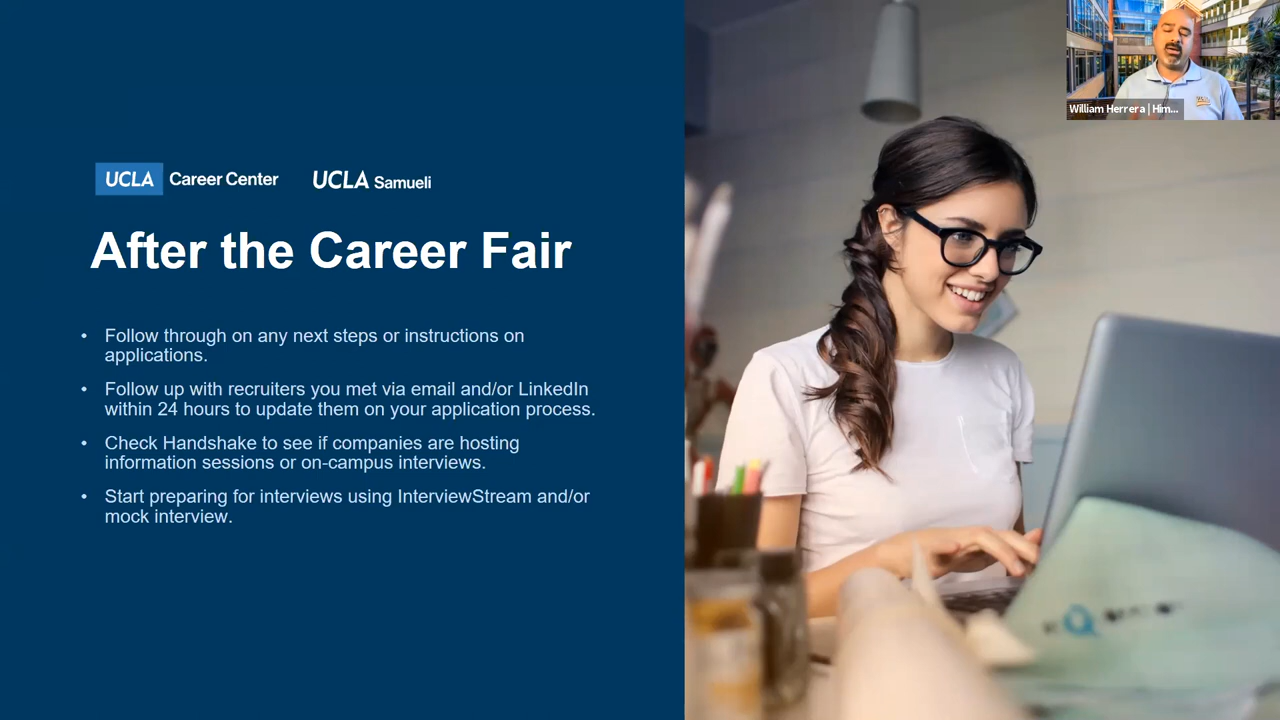 William Herrera | Him...
UCLA Career Center UCLA Samueli
After the Career Fair
• Follow through on any next steps or instructions on
applications.
• Follow up with recruiters you met via email and/or LinkedIn
within 24 hours to update them on your application process.
• Check Handshake to see if companies are hosting
information sessions or on-campus interviews.
• Start preparing for interviews using InterviewStream and/or
mock interview.